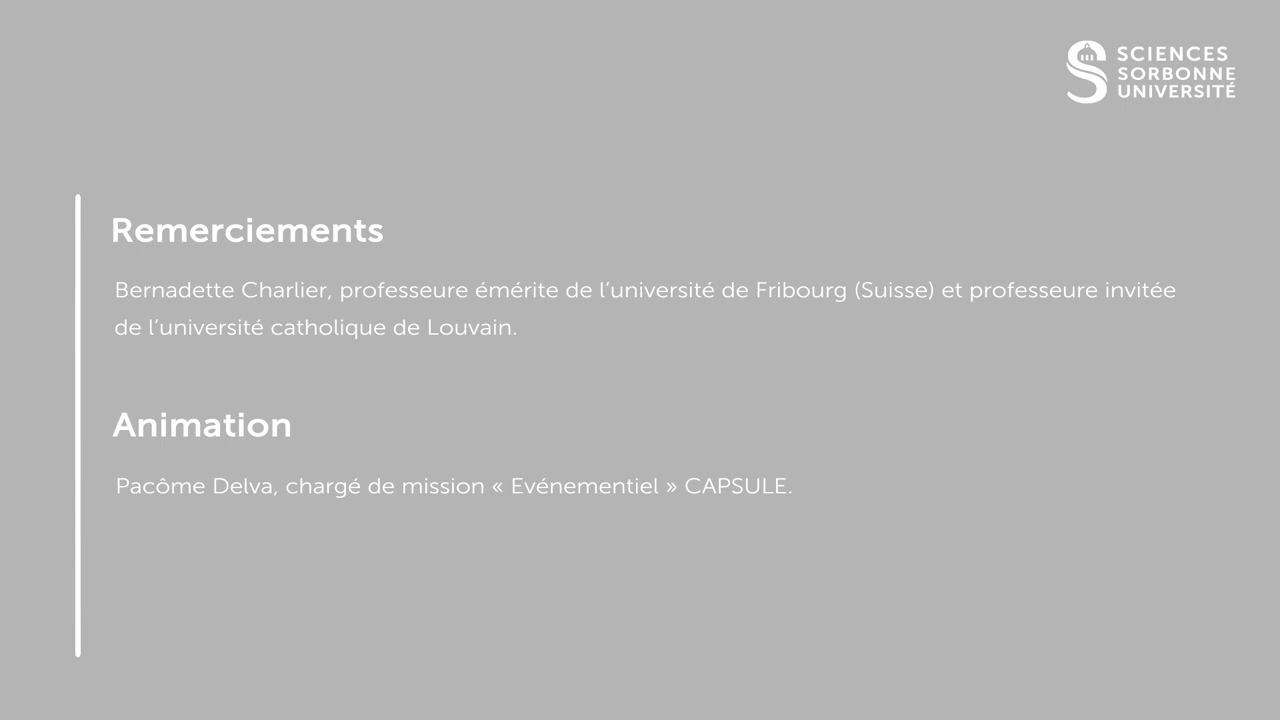 SCIENCES
SORBONNE
UNIVERSITÉ
Remerciements
Bernadette Charlier, professeure émérite de l’université de Fribourg (Suisse) et professeure invitée
de l’université catholique de Louvain.
Animation
Pacôme Delva, chargé de mission « Evénementiel » CAPSULE.